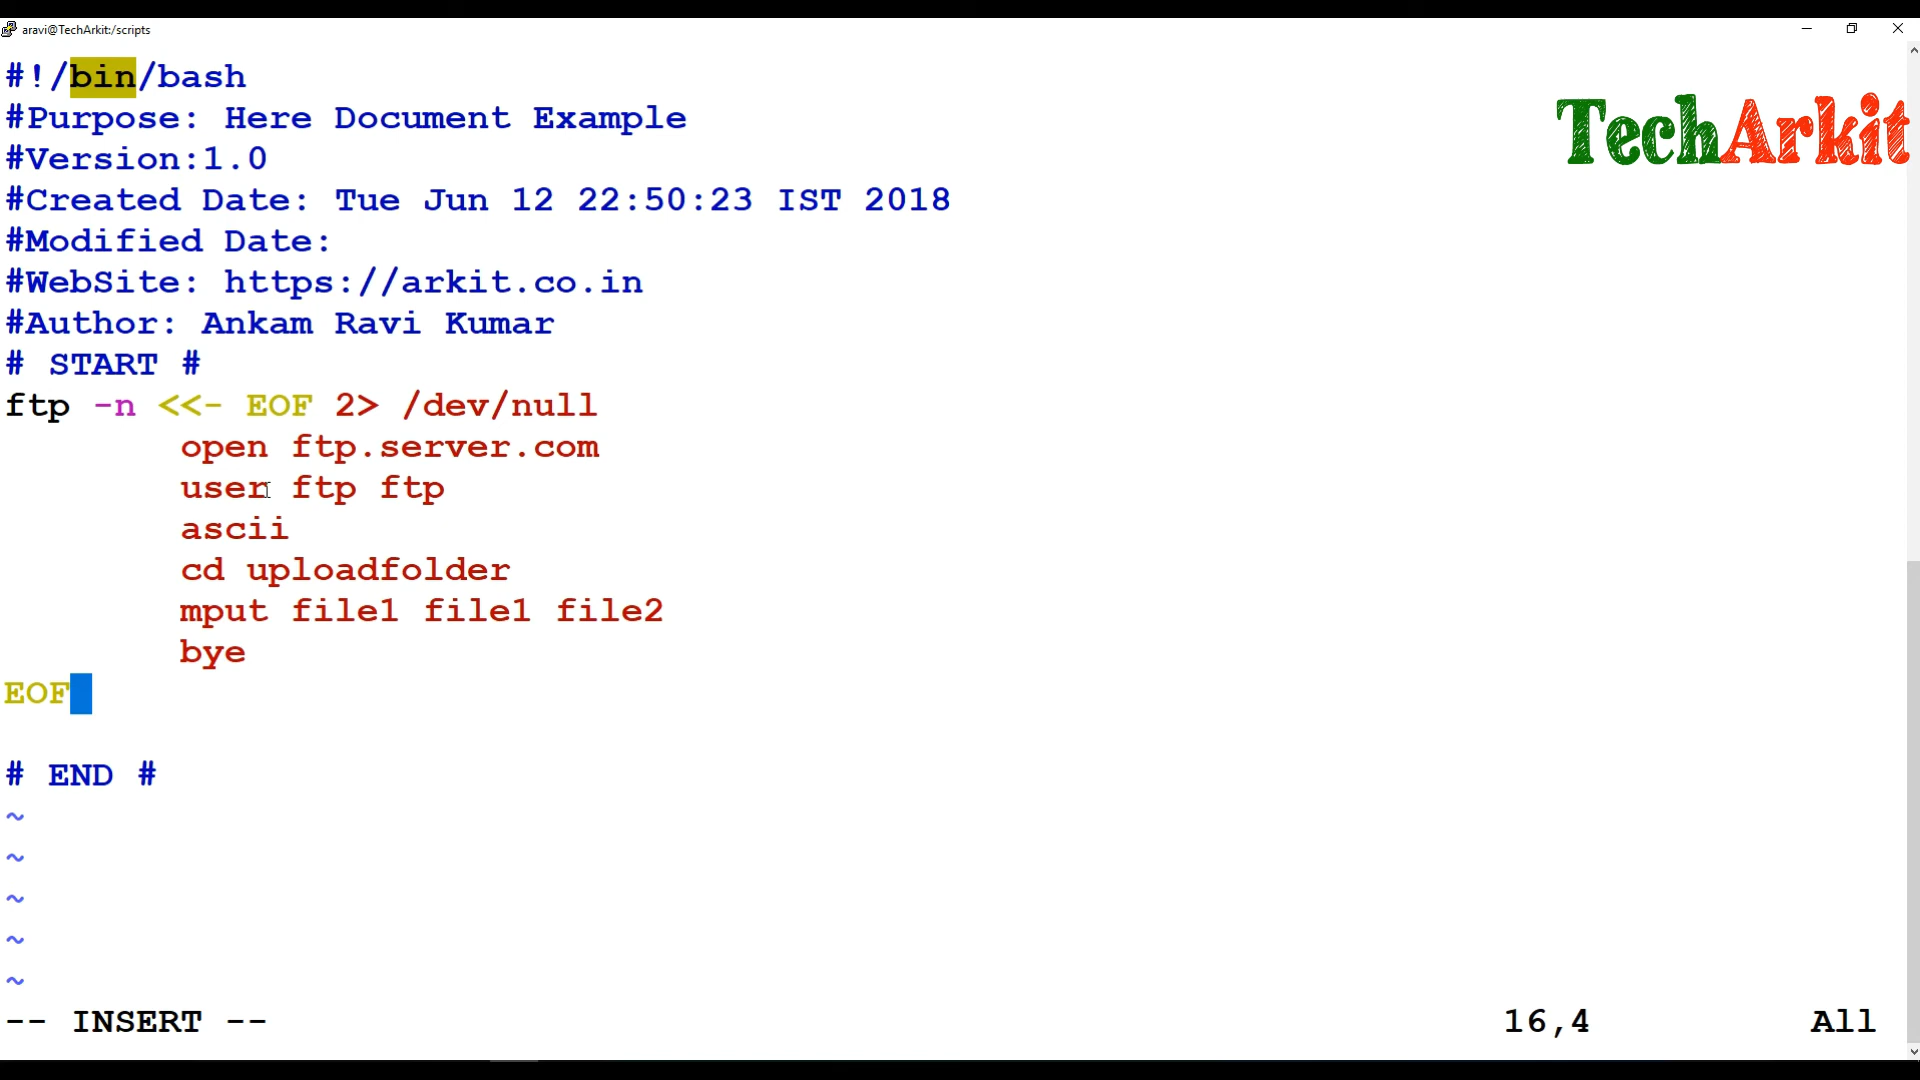 aravi@TechArkit:/scripts
#!/bin/bash
#Purpose: Here Document Example
#Version:1.0
#Created Date: Tue Jun 12 22:50:23 IST 2018
#Modified Date:
#WebSite: https://arkit.co.in
#Author: Ankam Ravi Kumar
# START #
ftp -n <<- EOF 2> /dev/null
open ftp.server.com
user ftp ftp
ascii
cd uploadfolder
mput file1 file1 file2
bye
EOF
# END #
~
~
~
~
~
-- INSERT -- 16,4 All
TechArkit